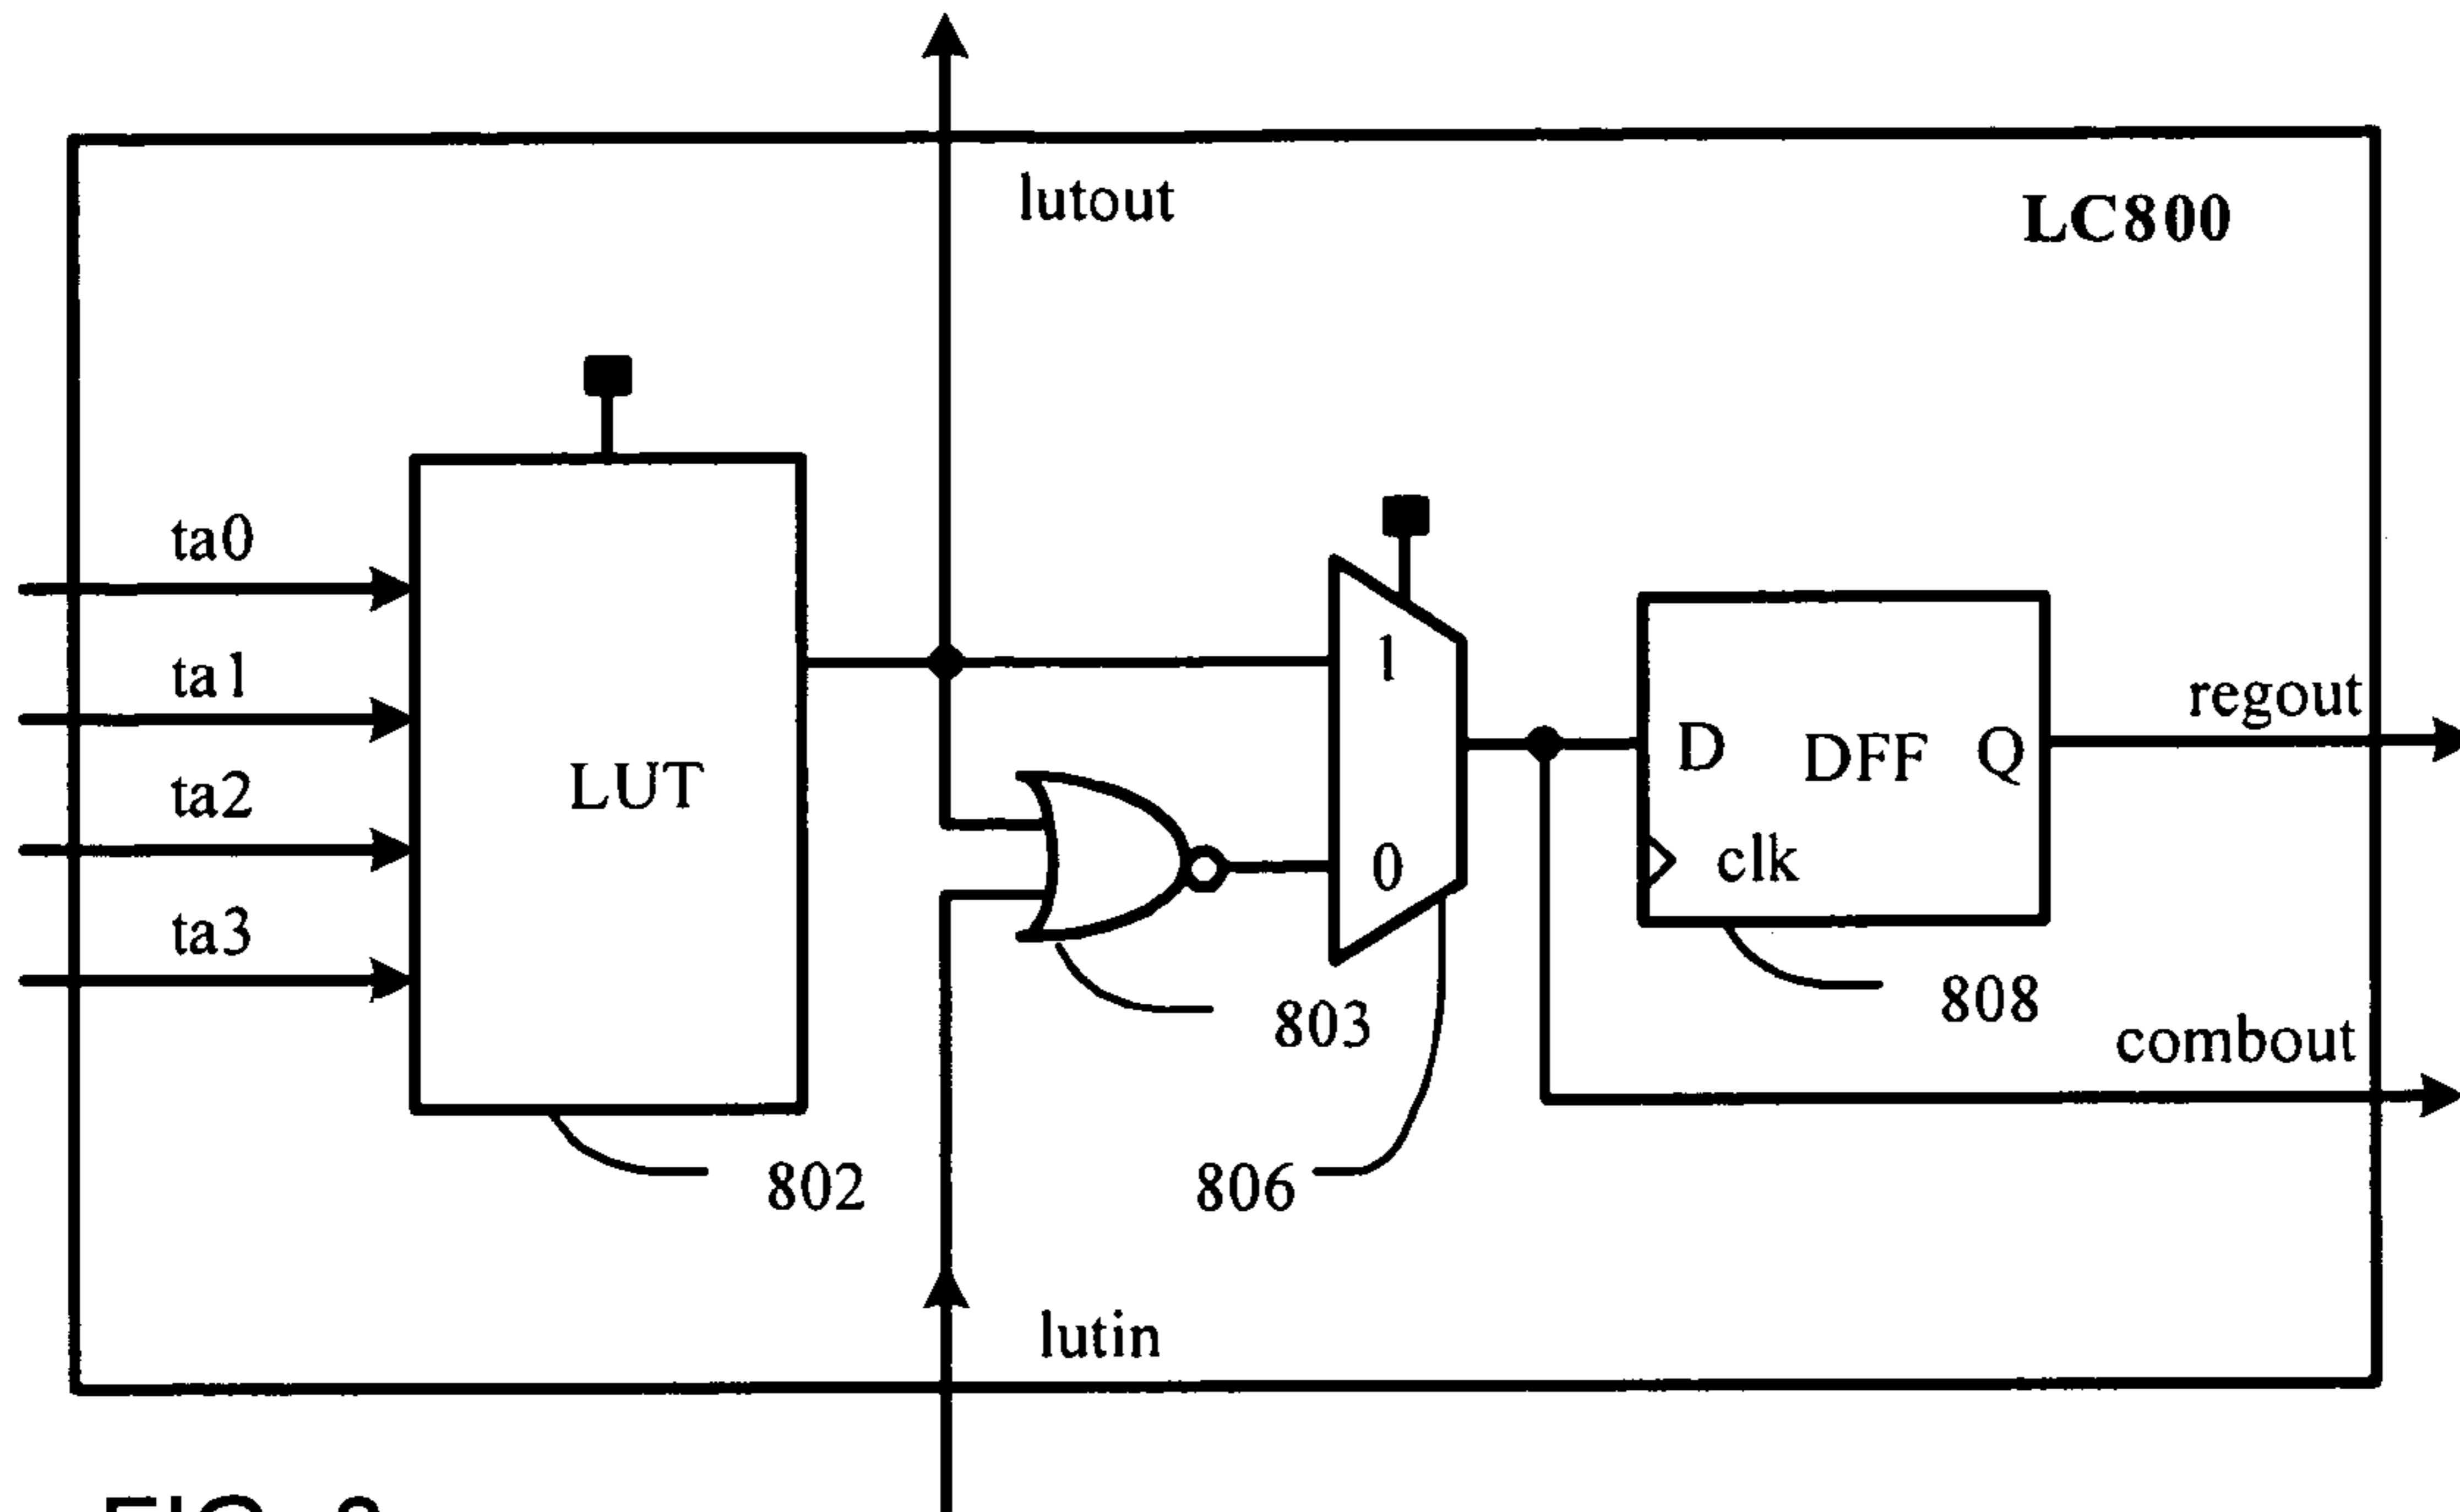 lutout
LC800
ta0
ta1
ta2
ta3
LUT
1
0
D DFF Q
clk
regout
combout
802
803
806
808
lutin